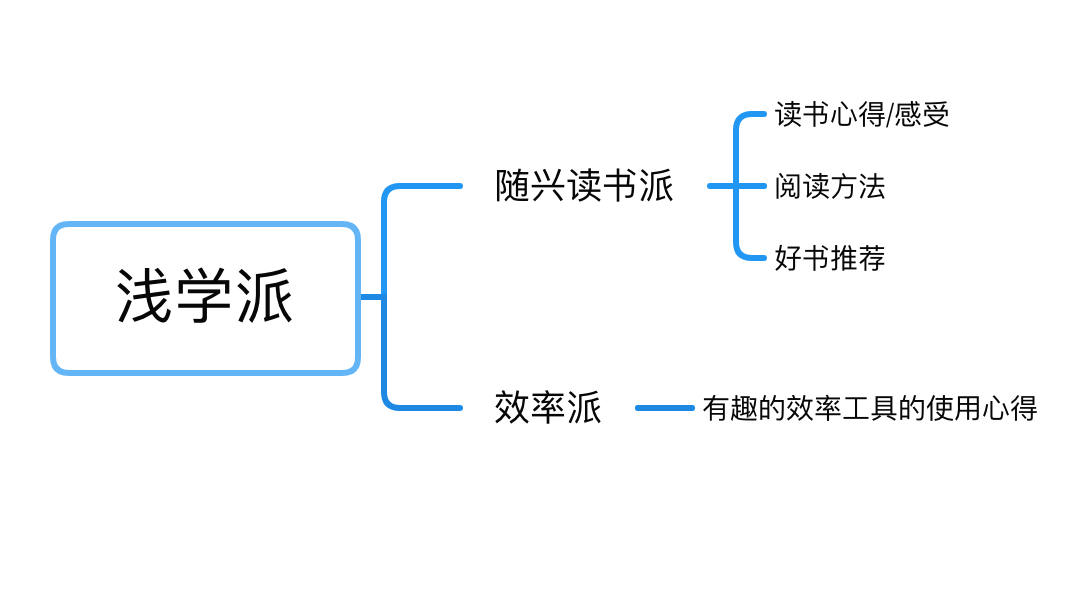 浅学派
随兴读书派
读书心得/感受
阅读方法
好书推荐
效率派
有趣的效率工具的使用心得